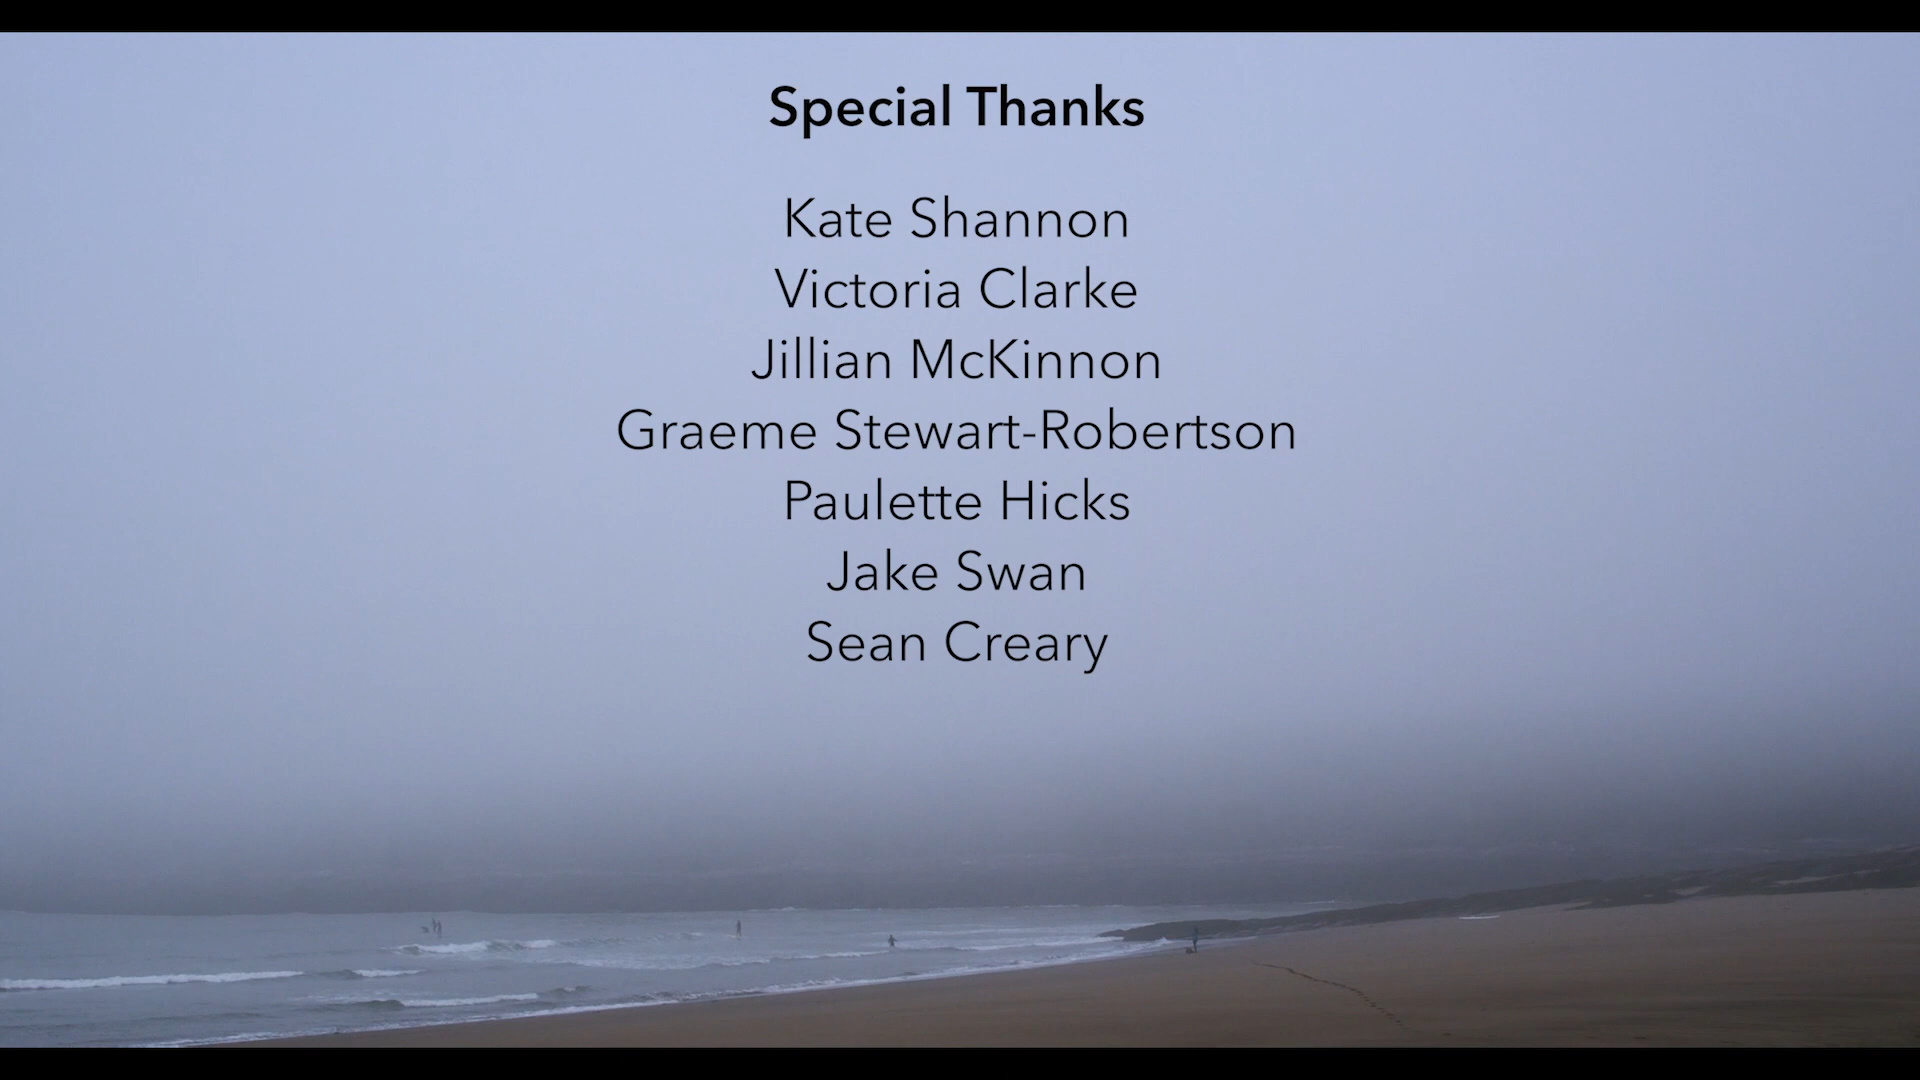 Special Thanks
Kate Shannon
Victoria Clarke
Jillian McKinnon
Graeme Stewart-Robertson
Paulette Hicks
Jake Swan
Sean Creary